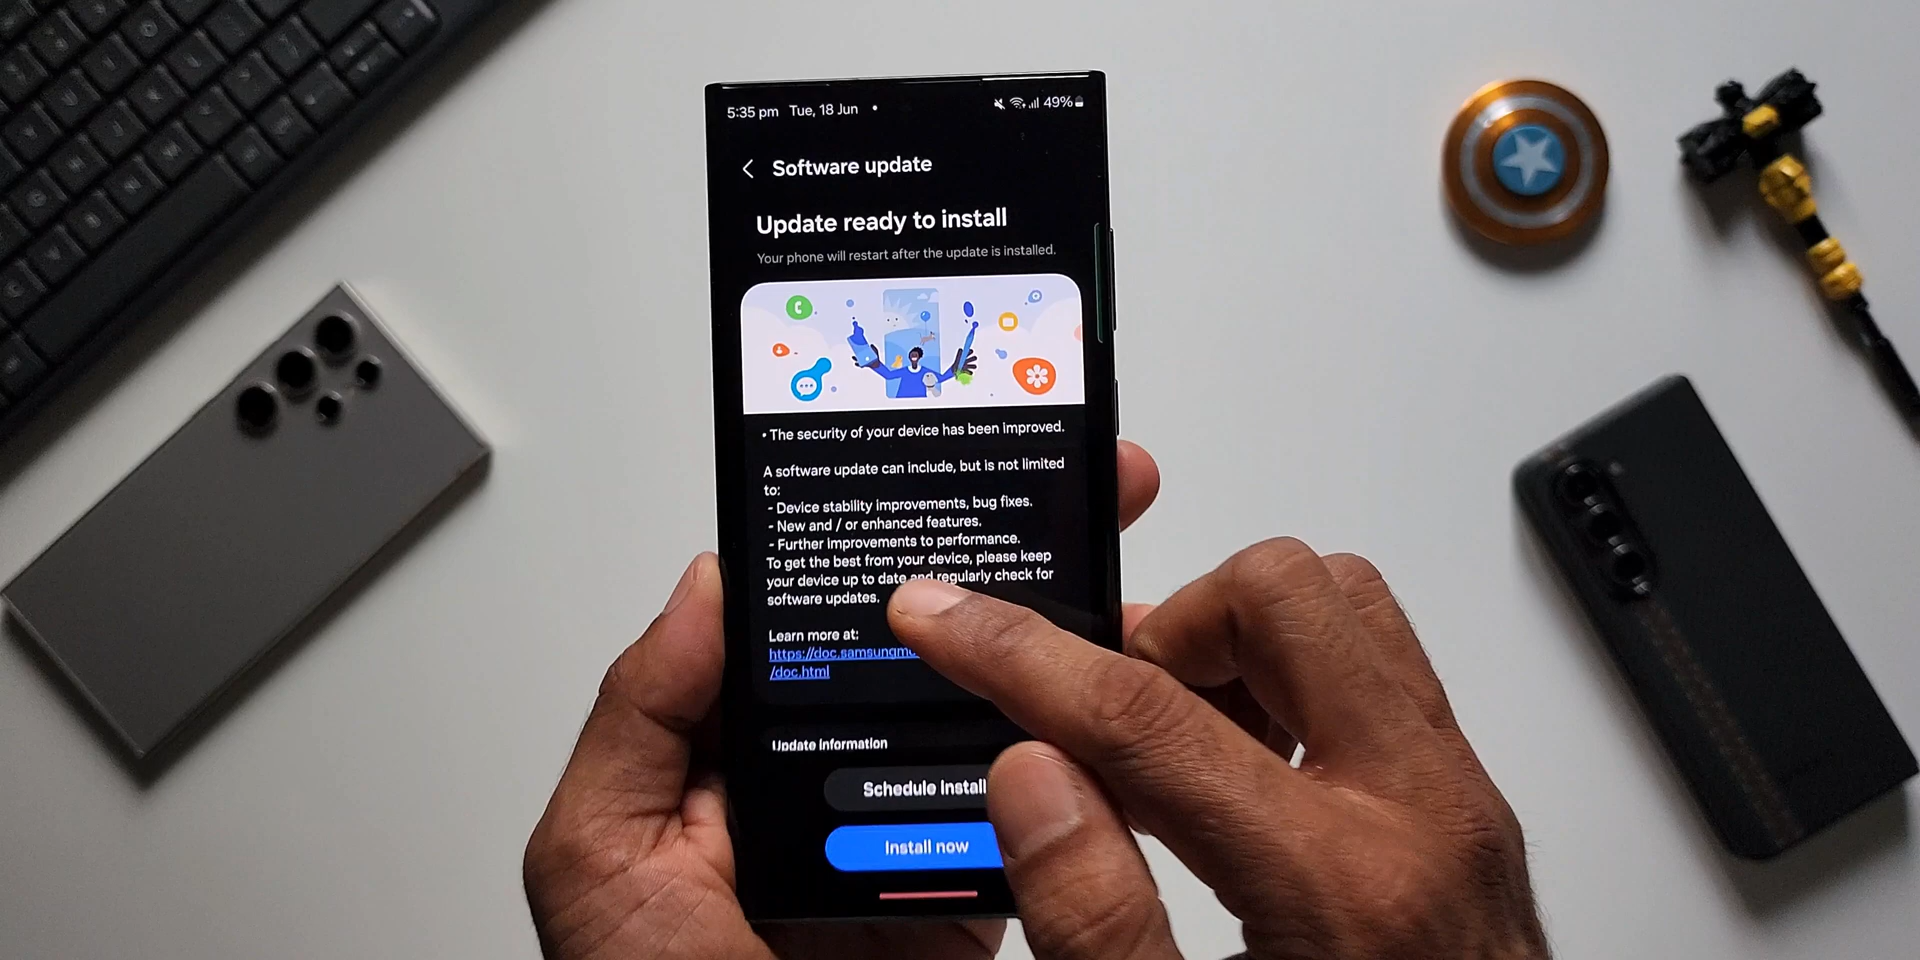 5:35 pm Tue, 18 Jun
49%
Software update
Update ready to install
Your phone will restart after the update is installed.
• The security of your device has been improved.
A software update can include, but is not limited
to:
- Device stability improvements, bug fixes.
- New and / or enhanced features.
- Further improvements to performance.
To get the best from your device, please keep
your device up to date and regularly check for
software updates.
Learn more at:
https://doc.samsungm
/doc.html
Update information
Schedule install
Install now